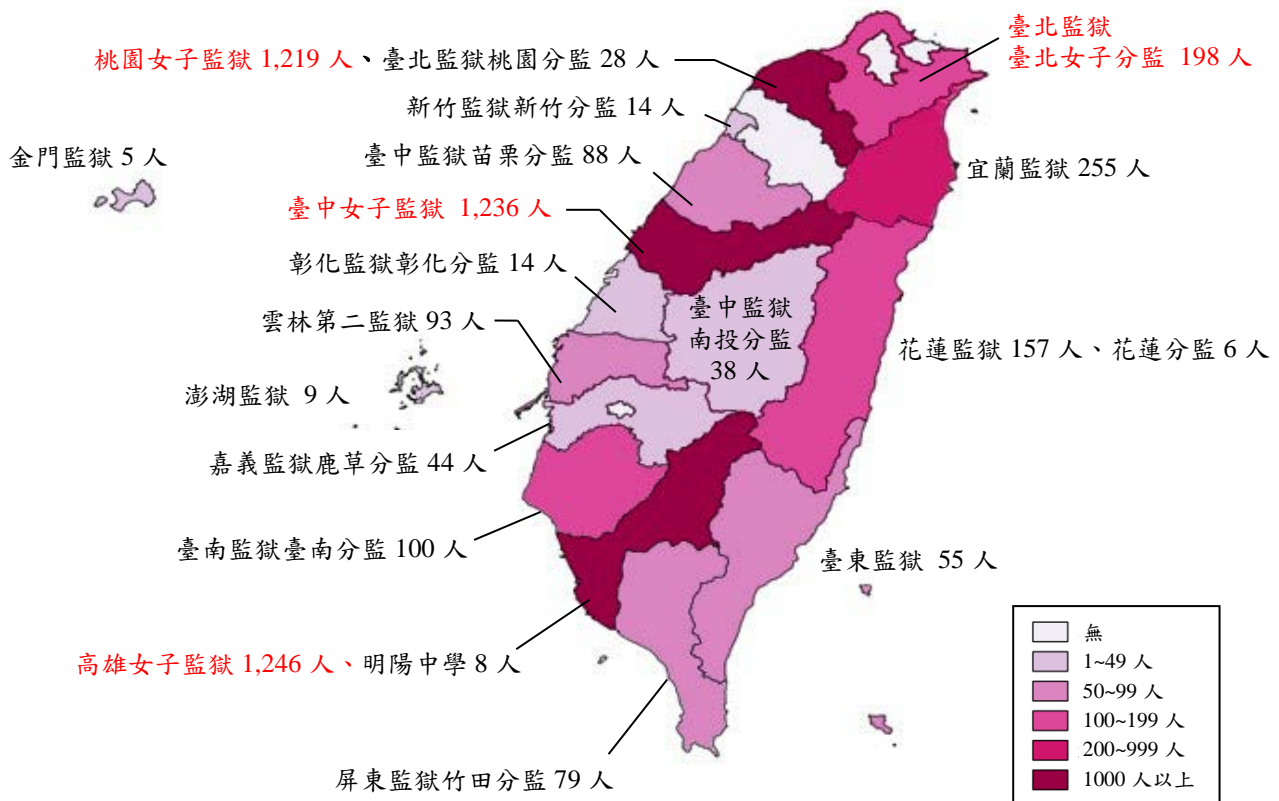 臺北監獄
臺北女子分監 198 人
桃園女子監獄 1,219 人、臺北監獄桃園分監 28 人
新竹監獄新竹分監 14 人
金門監獄 5 人
臺中監獄苗栗分監 88 人
宜蘭監獄 255 人
臺中女子監獄 1,236 人
彰化監獄彰化分監 14 人
臺中監獄
南投分監
38 人
雲林第二監獄 93 人
花蓮監獄 157 人、花蓮分監 6 人
澎湖監獄 9 人
嘉義監獄鹿草分監 44 人
臺南監獄臺南分監 100 人
臺東監獄 55 人
高雄女子監獄 1,246 人、明陽中學 8 人
屏東監獄竹田分監 79 人
無
1~49 人
50~99 人
100~199 人
200~999 人
1000 人以上